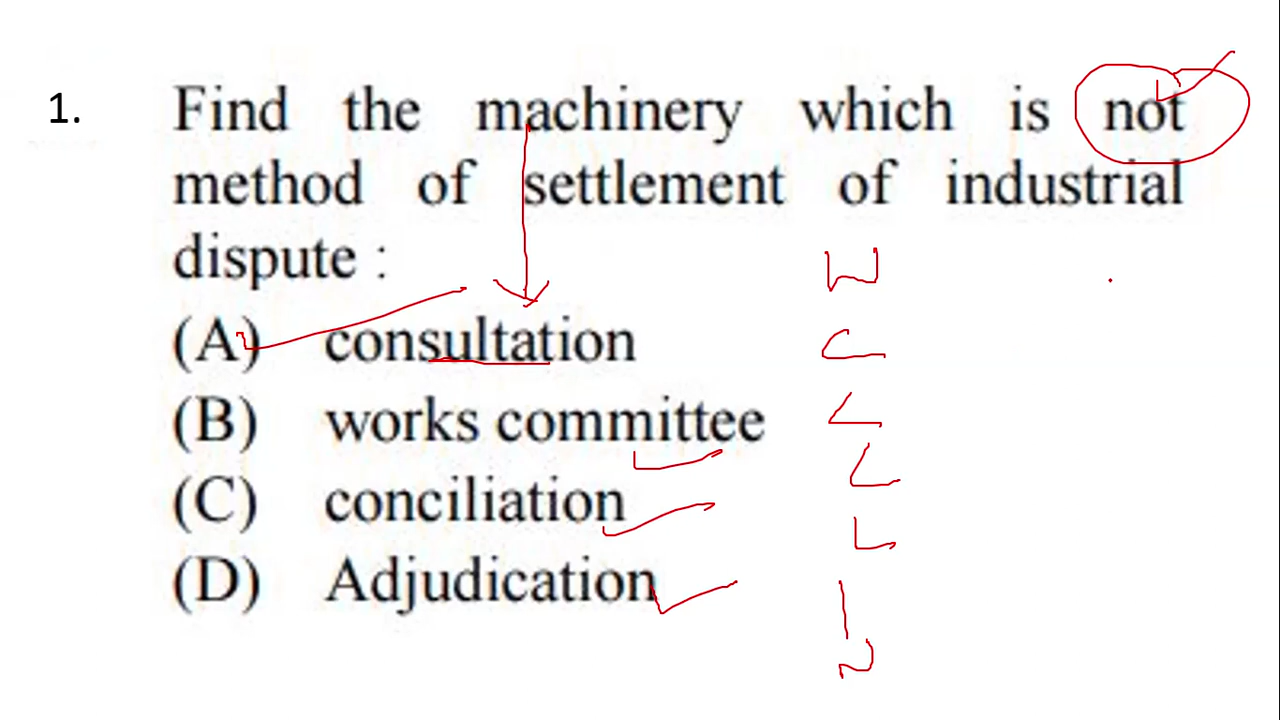 1. Find the machinery which is not
method of settlement of industrial
dispute :
(A) consultation
(B) works committee
(C) conciliation
(D) Adjudication
W
C
L
L
L
I
N